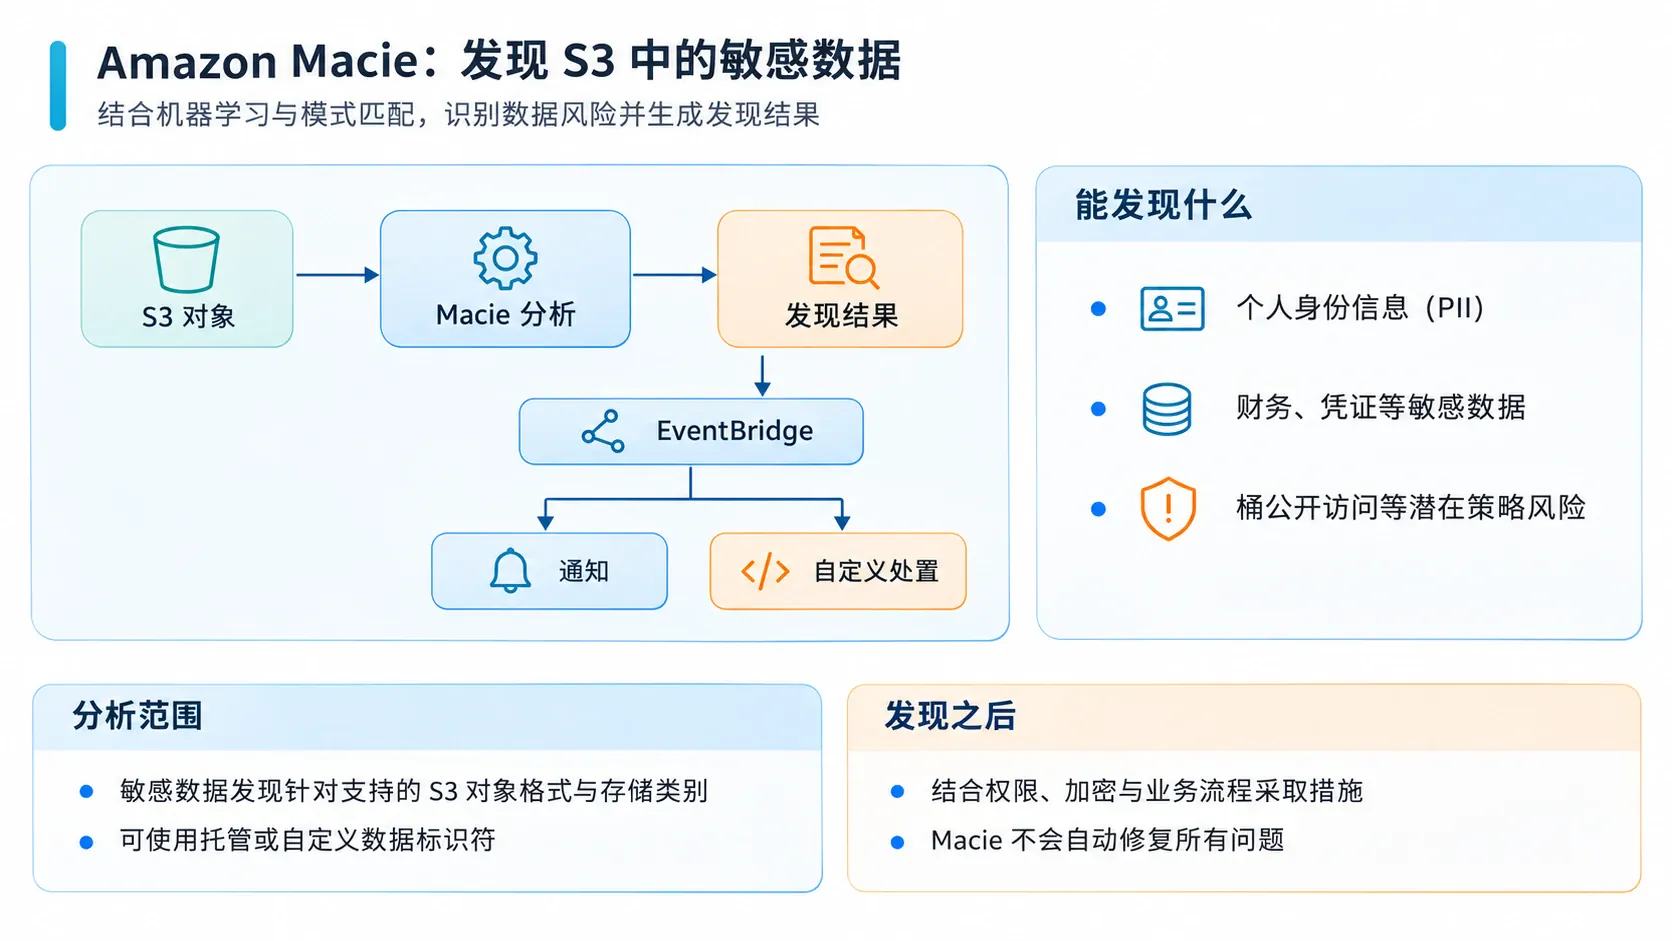 Amazon Macie：发现 S3 中的敏感数据
结合机器学习与模式匹配，识别数据风险并生成发现结果
S3 对象
Macie 分析
发现结果
EventBridge
通知
自定义处置
能发现什么
个人身份信息（PII）
财务、凭证等敏感数据
桶公开访问等潜在策略风险
分析范围
敏感数据发现针对支持的 S3 对象格式与存储类别
可使用托管或自定义数据标识符
发现之后
结合权限、加密与业务流程采取措施
Macie 不会自动修复所有问题